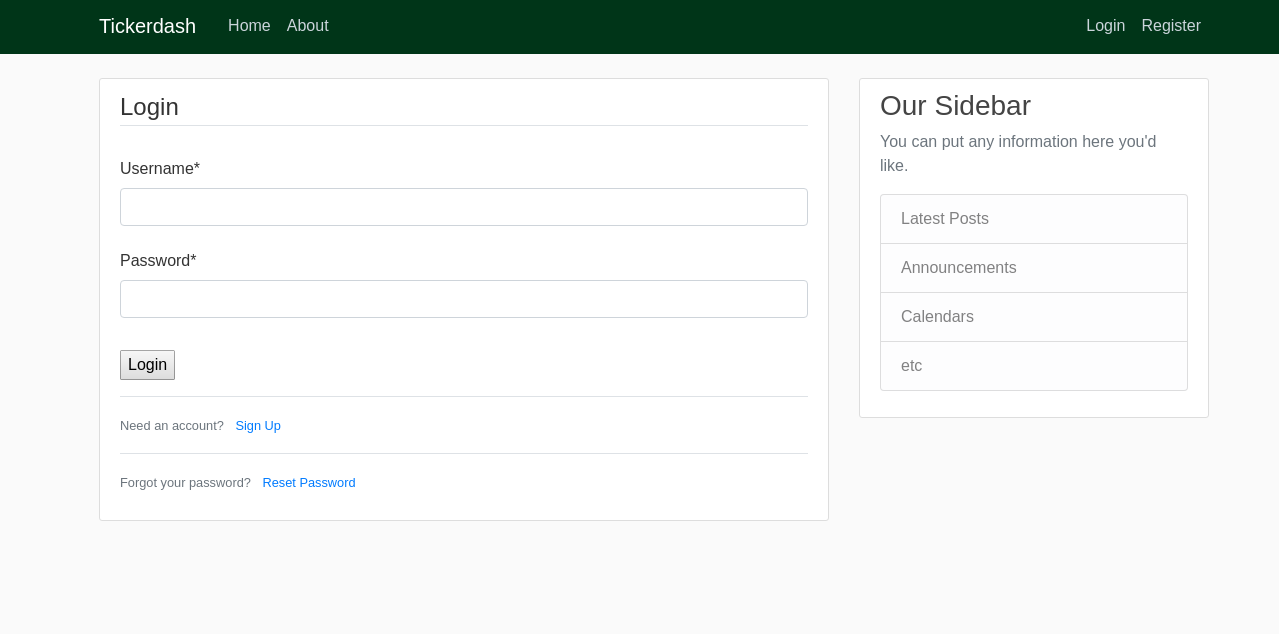 Tickerdash Home About Login Register
Login
Username*
Password*
Login
Need an account? Sign Up
Forgot your password? Reset Password
Our Sidebar
You can put any information here you'd
like.
Latest Posts
Announcements
Calendars
etc